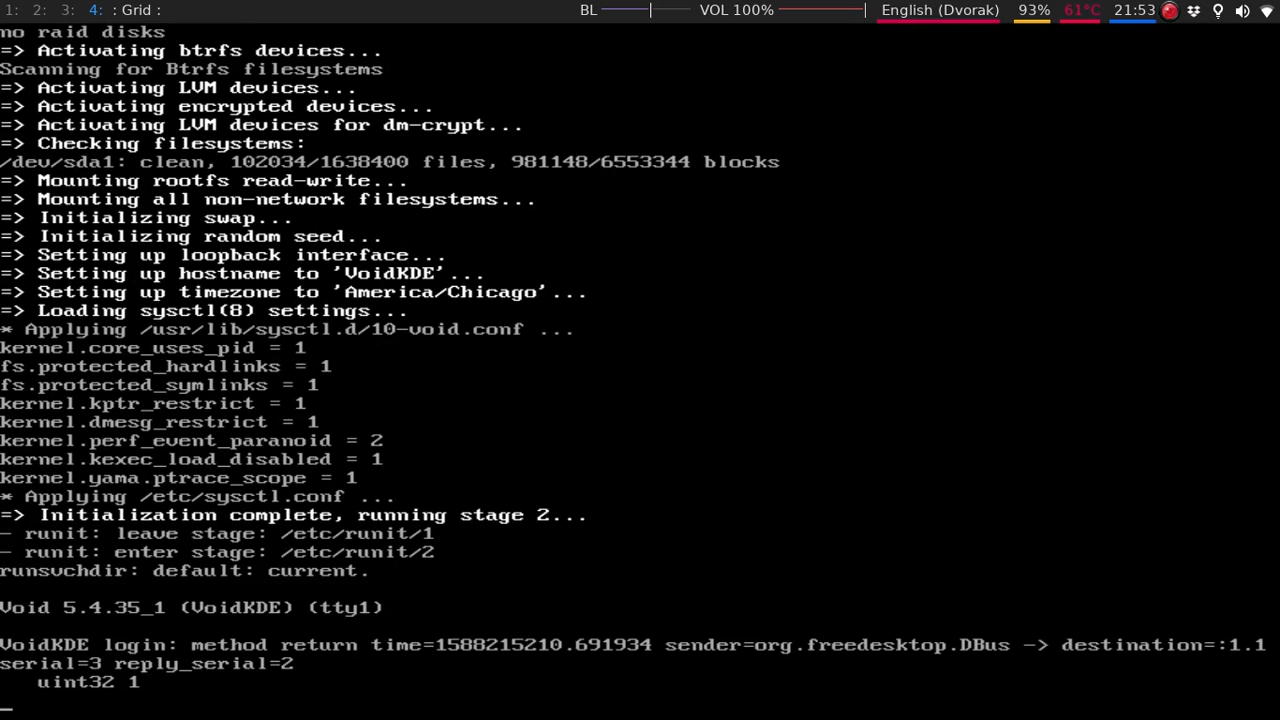 1: 2: 3: 4: : Grid : BL VOL 100% English (Dvorak) 93% 61°C 21:53
no raid disks
=> Activating btrfs devices...
Scanning for Btrfs filesystems
=> Activating LVM devices...
=> Activating encrypted devices...
=> Activating LVM devices for dm-crypt...
=> Checking filesystems:
/dev/sda1: clean, 102034/1638400 files, 981148/6553344 blocks
=> Mounting rootfs read-write...
=> Mounting all non-network filesystems...
=> Initializing swap...
=> Initializing random seed...
=> Setting up loopback interface...
=> Setting up hostname to 'VoidKDE'...
=> Setting up timezone to 'America/Chicago'...
=> Loading sysctl(8) settings...
* Applying /usr/lib/sysctl.d/10-void.conf ...
kernel.core_uses_pid = 1
fs.protected_hardlinks = 1
fs.protected_symlinks = 1
kernel.kptr_restrict = 1
kernel.dmesg_restrict = 1
kernel.perf_event_paranoid = 2
kernel.kexec_load_disabled = 1
kernel.yama.ptrace_scope = 1
* Applying /etc/sysctl.conf ...
=> Initialization complete, running stage 2...
- runit: leave stage: /etc/runit/1
- runit: enter stage: /etc/runit/2
runsvchdir: default: current.
Void 5.4.35_1 (VoidKDE) (tty1)
VoidKDE login: method return time=1588215210.691934 sender=org.freedesktop.DBus -> destination=:1.1
serial=3 reply_serial=2
uint32 1
_